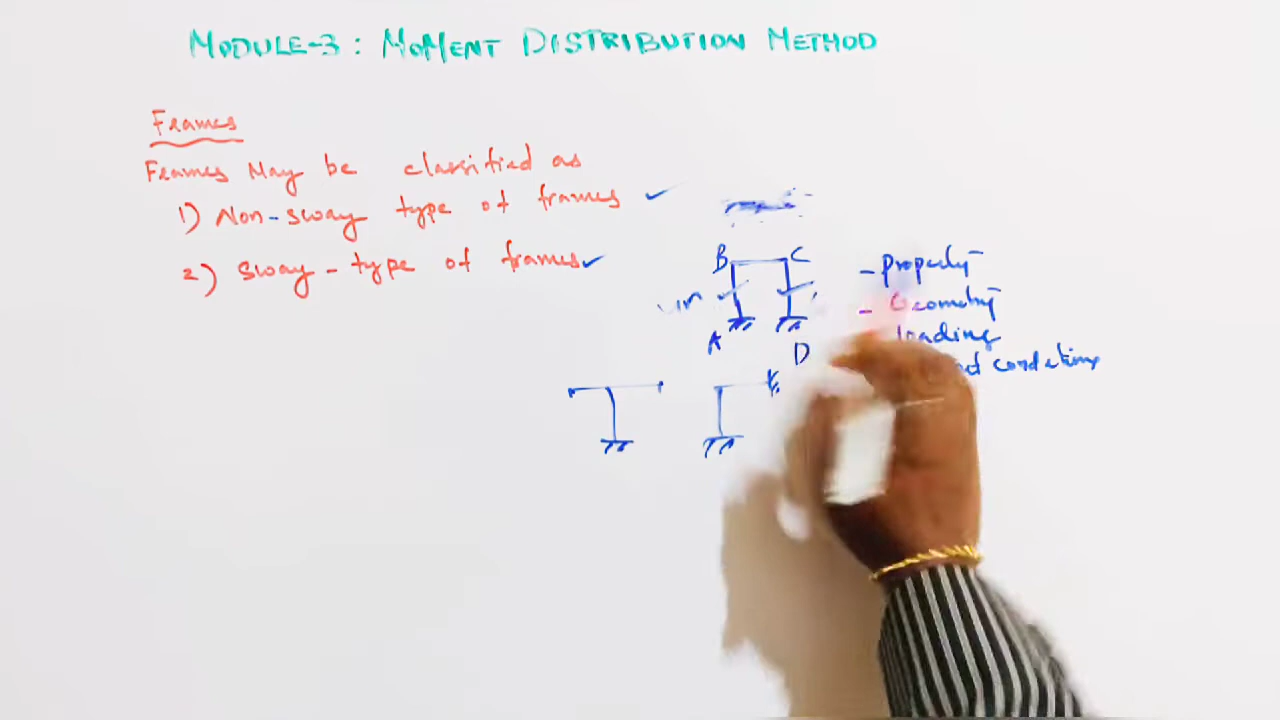 MODULE-3 : MOMENT DISTRIBUTION METHOD
Frames
Frames May be classified as
1) Non-sway type of frames ✓
2) Sway-type of frames ✓
B C
A
D
- Property
- Geometry
loading